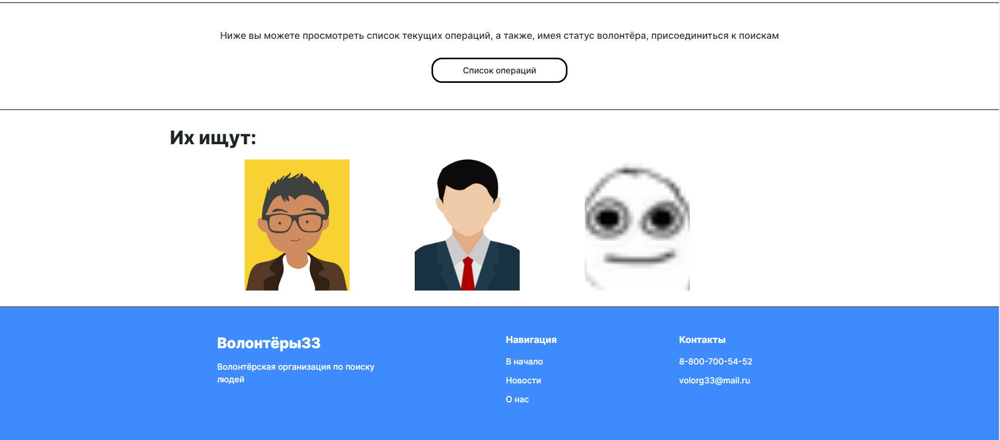 Ниже вы можете просмотреть список текущих операций, а также, имея статус волонтёра, присоединиться к поискам
Список операций
Их ищут:
Волонтёры33
Волонтёрская организация по поиску
людей
Навигация
В начало
Новости
О нас
Контакты
8-800-700-54-52
volorg33@mail.ru